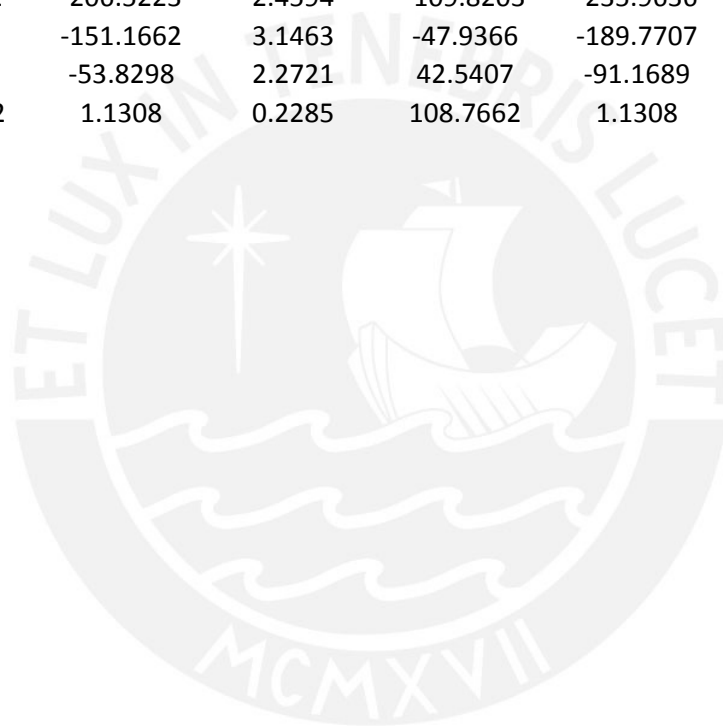 -151.1662 3.1463 -47.9366 -189.7707
-53.8298 2.2721 42.5407 -91.1689
2 1.1308 0.2285 108.7662 1.1308
ET LUX IN TENEBRIS LUCET
MCMXVII